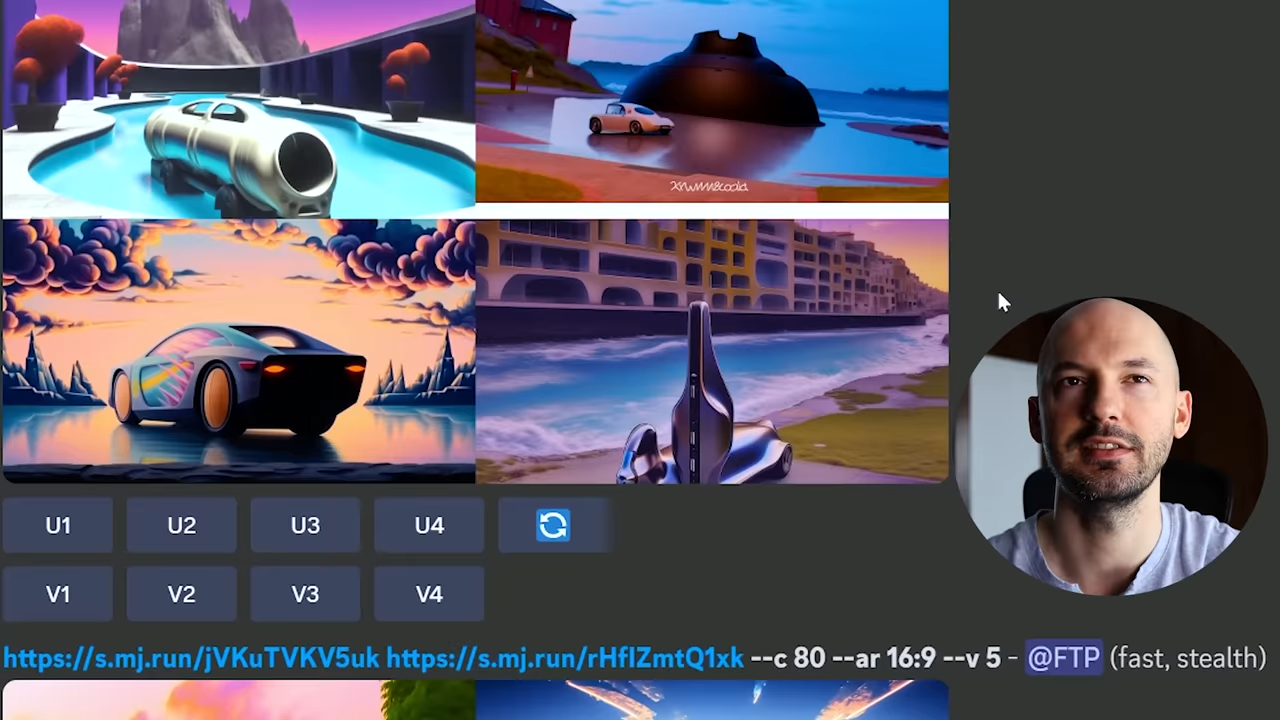 U1 U2 U3 U4
V1 V2 V3 V4
https://s.mj.run/jVKuTVKV5uk https://s.mj.run/rHfIZmtQ1xk --c 80 --ar 16:9 --v 5 - @FTP (fast, stealth)